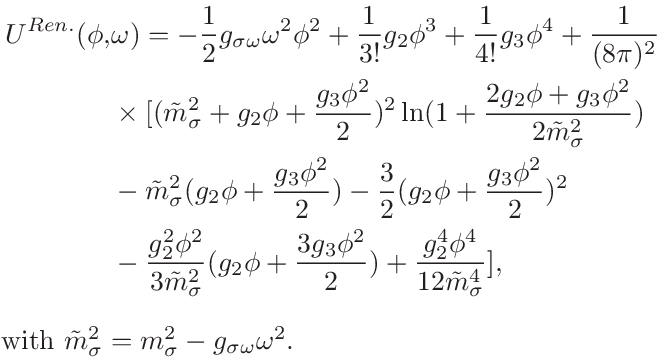 $U^{Ren.}(\phi,\omega) = -\frac{1}{2}g_{\sigma\omega}\omega^2\phi^2 + \frac{1}{3!}g_2\phi^3 + \frac{1}{4!}g_3\phi^4 + \frac{1}{(8\pi)^2}$
$\times [(\tilde{m}_\sigma^2 + g_2\phi + \frac{g_3\phi^2}{2})^2 \ln(1 + \frac{2g_2\phi + g_3\phi^2}{2\tilde{m}_\sigma^2})$
$- \tilde{m}_\sigma^2(g_2\phi + \frac{g_3\phi^2}{2}) - \frac{3}{2}(g_2\phi + \frac{g_3\phi^2}{2})^2$
$- \frac{g_2^2\phi^2}{3\tilde{m}_\sigma^2}(g_2\phi + \frac{3g_3\phi^2}{2}) + \frac{g_2^4\phi^4}{12\tilde{m}_\sigma^4}],$
with $\tilde{m}_\sigma^2 = m_\sigma^2 - g_{\sigma\omega}\omega^2.$